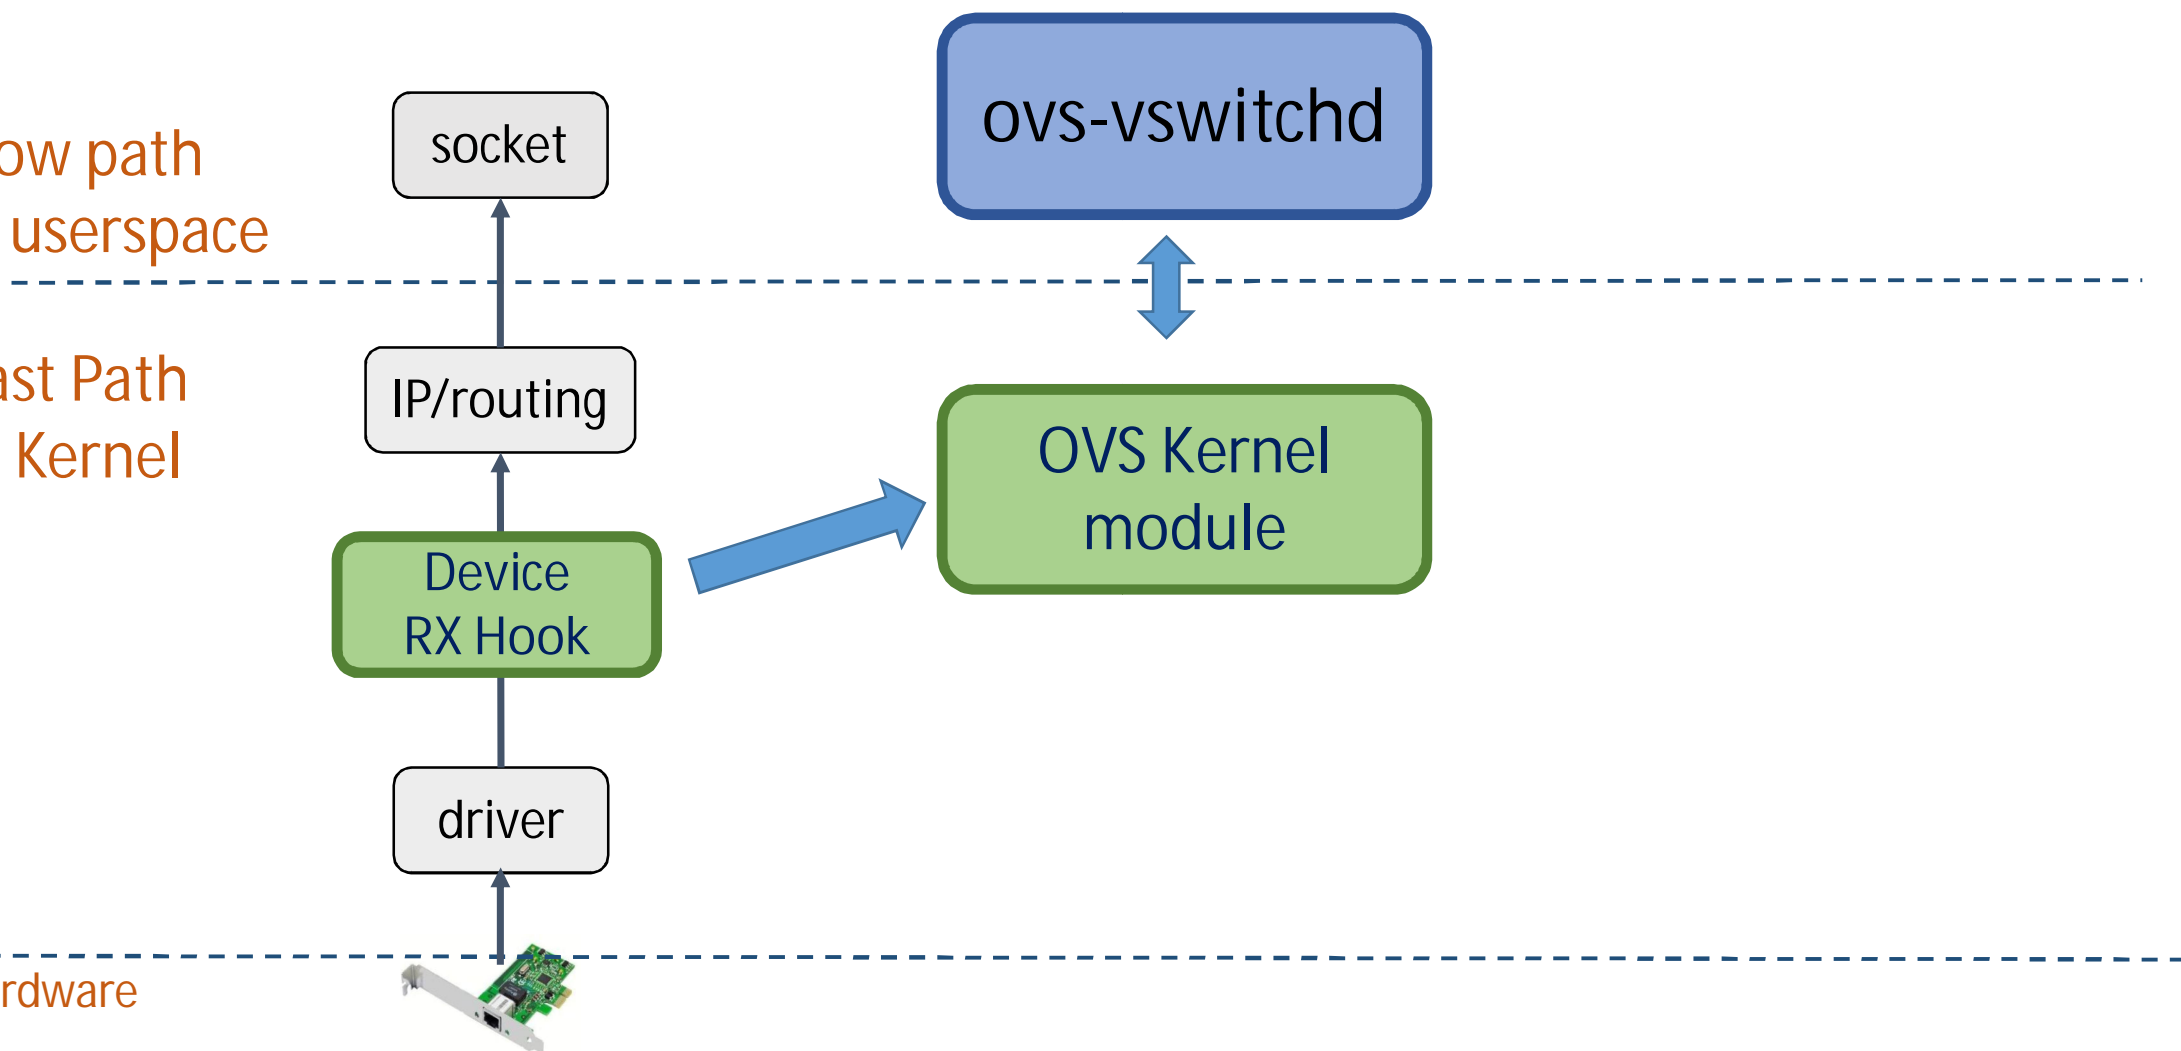 ovs-vswitchd
socket
ow path
userspace
ast Path
Kernel
IP/routing
OVS Kernel
module
Device
RX Hook
driver
rdware